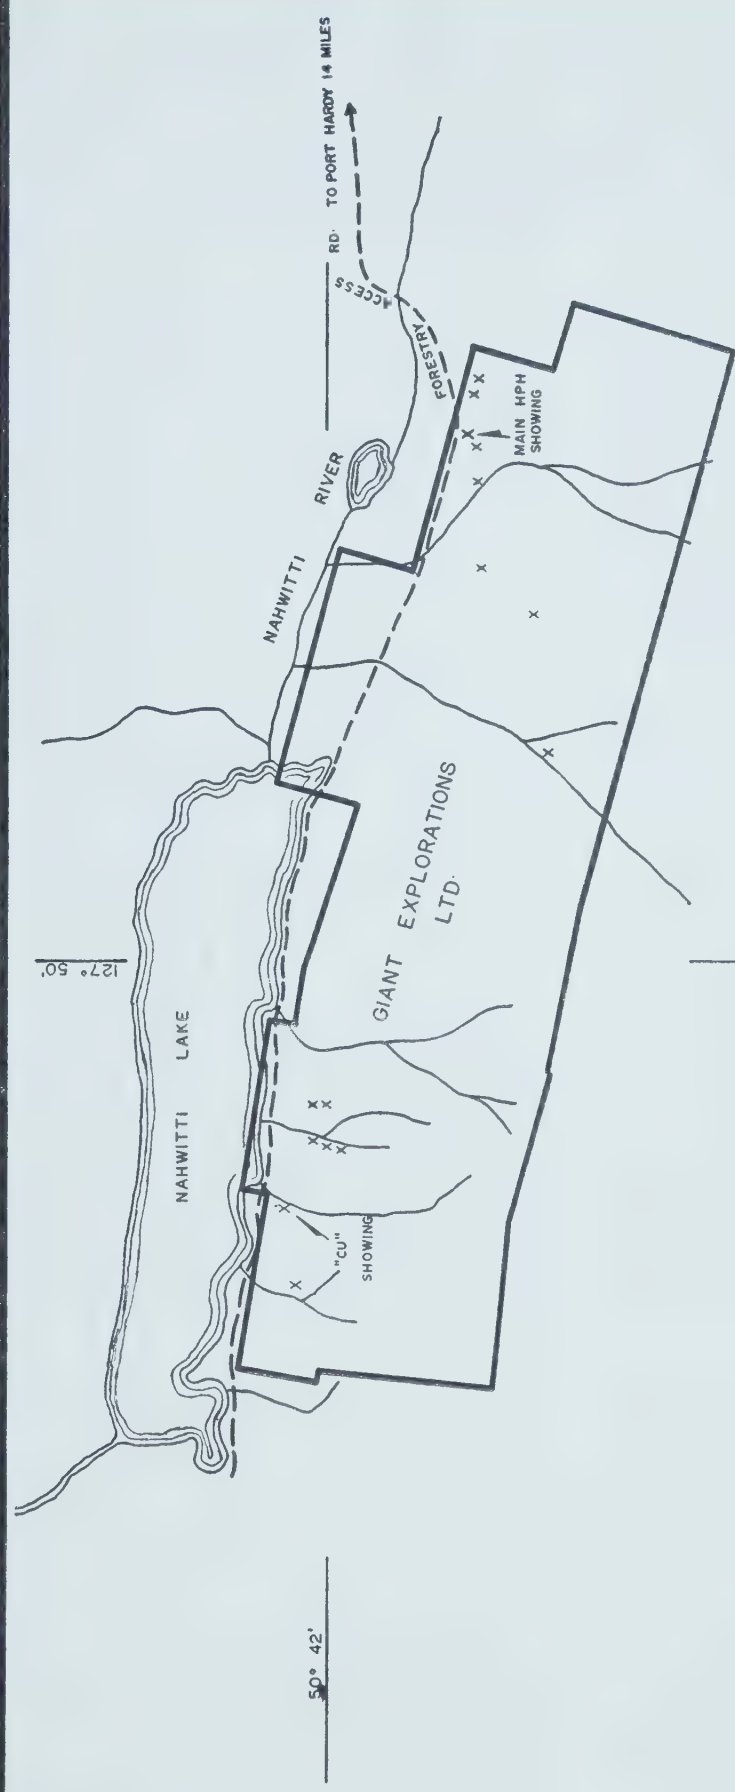 127° 50'
NAHWITTI LAKE
NAHWITTI RIVER
FORESTRY ACCESS RD. TO PORT HARDY 14 MILES
MAIN HPH
SHOWING
GIANT EXPLORATIONS
LTD.
"CU"
SHOWING
50° 42'